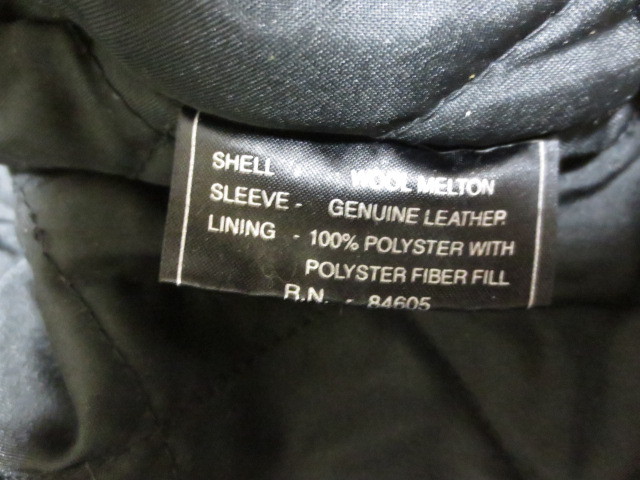 SHELL - WOOL MELTON
SLEEVE - GENUINE LEATHER
LINING - 100% POLYSTER WITH
POLYSTER FIBER FILL
R.N. - 84605